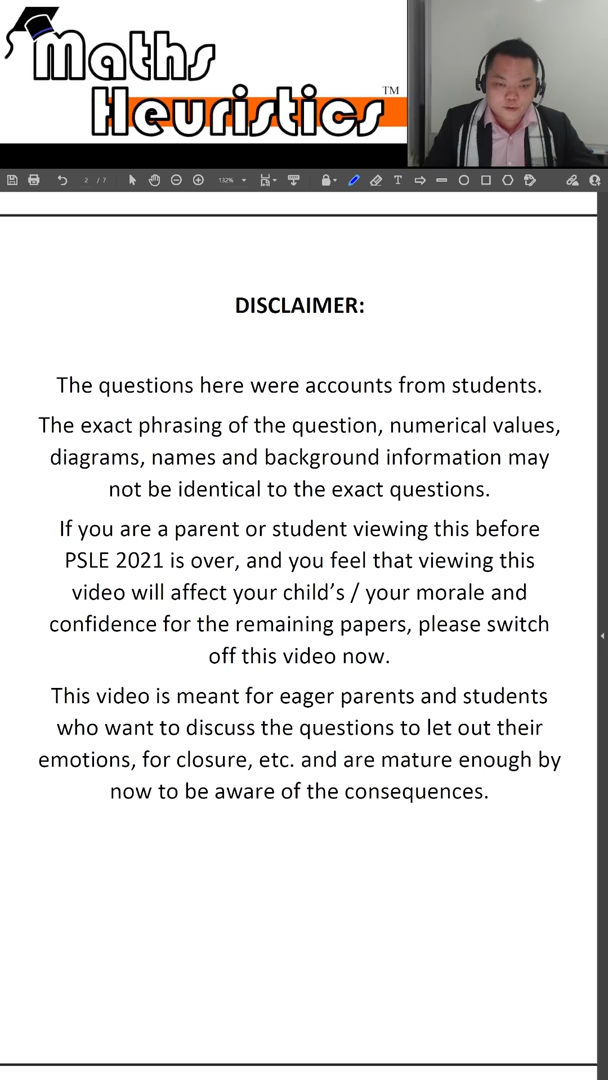 Maths
Heuristics
TM
2 / 7
132%
T
DISCLAIMER:
The questions here were accounts from students.
The exact phrasing of the question, numerical values,
diagrams, names and background information may
not be identical to the exact questions.
If you are a parent or student viewing this before
PSLE 2021 is over, and you feel that viewing this
video will affect your child’s / your morale and
confidence for the remaining papers, please switch
off this video now.
This video is meant for eager parents and students
who want to discuss the questions to let out their
emotions, for closure, etc. and are mature enough by
now to be aware of the consequences.